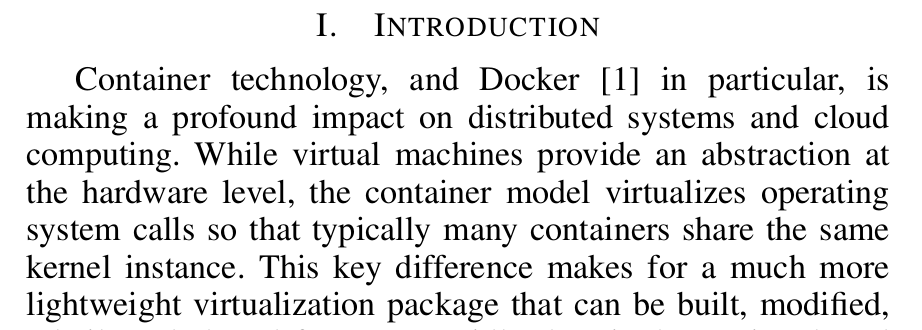 I. INTRODUCTION
Container technology, and Docker [1] in particular, is
making a profound impact on distributed systems and cloud
computing. While virtual machines provide an abstraction at
the hardware level, the container model virtualizes operating
system calls so that typically many containers share the same
kernel instance. This key difference makes for a much more
lightweight virtualization package that can be built, modified,